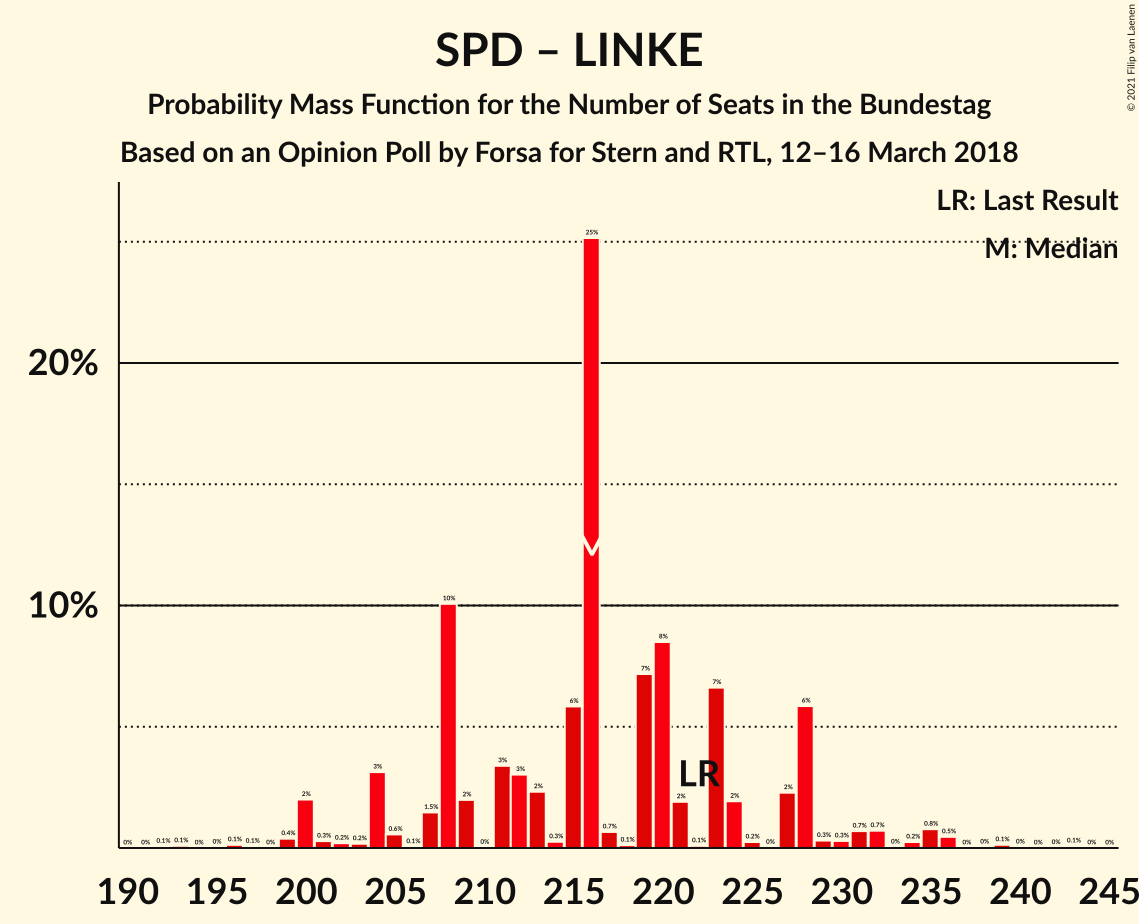 SPD – LINKE
Probability Mass Function for the Number of Seats in the Bundestag
Based on an Opinion Poll by Forsa for Stern and RTL, 12–16 March 2018
© 2021 Filip van Laenen
LR: Last Result
M: Median
20%
10%
0% 0% 0.1% 0.1% 0% 0% 0.1% 0.1% 0% 0.4% 2% 0.3% 0.2% 0.2% 3% 0.6% 0.1% 1.5% 10% 2% 0% 3% 3% 2% 0.3% 6% 25% 0.7% 0.1% 7% 8% 2% 0.1% 7% 2% 0.2% 0% 2% 6% 0.3% 0.3% 0.7% 0.7% 0% 0.2% 0.8% 0.5% 0% 0% 0.1% 0% 0% 0% 0.1% 0% 0%
M
LR
190 195 200 205 210 215 220 225 230 235 240 245